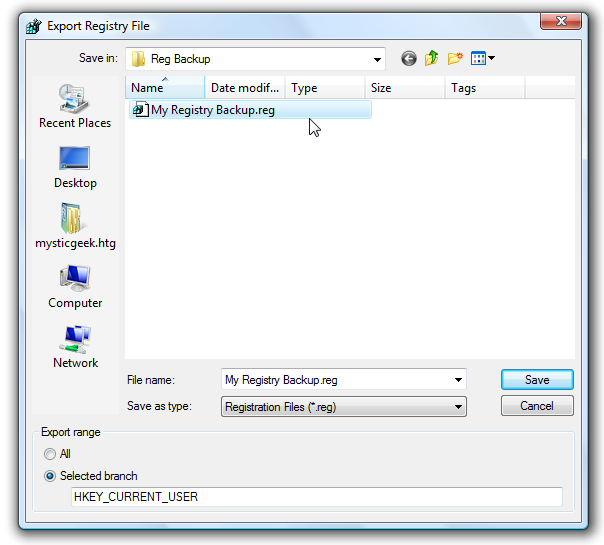 Export Registry File
Save in: Reg Backup
Name Date modif... Type Size Tags
My Registry Backup.reg
Recent Places
Desktop
mysticgeek.htg
Computer
Network
File name: My Registry Backup.reg Save
Save as type: Registration Files (*.reg) Cancel
Export range
All
Selected branch
HKEY_CURRENT_USER